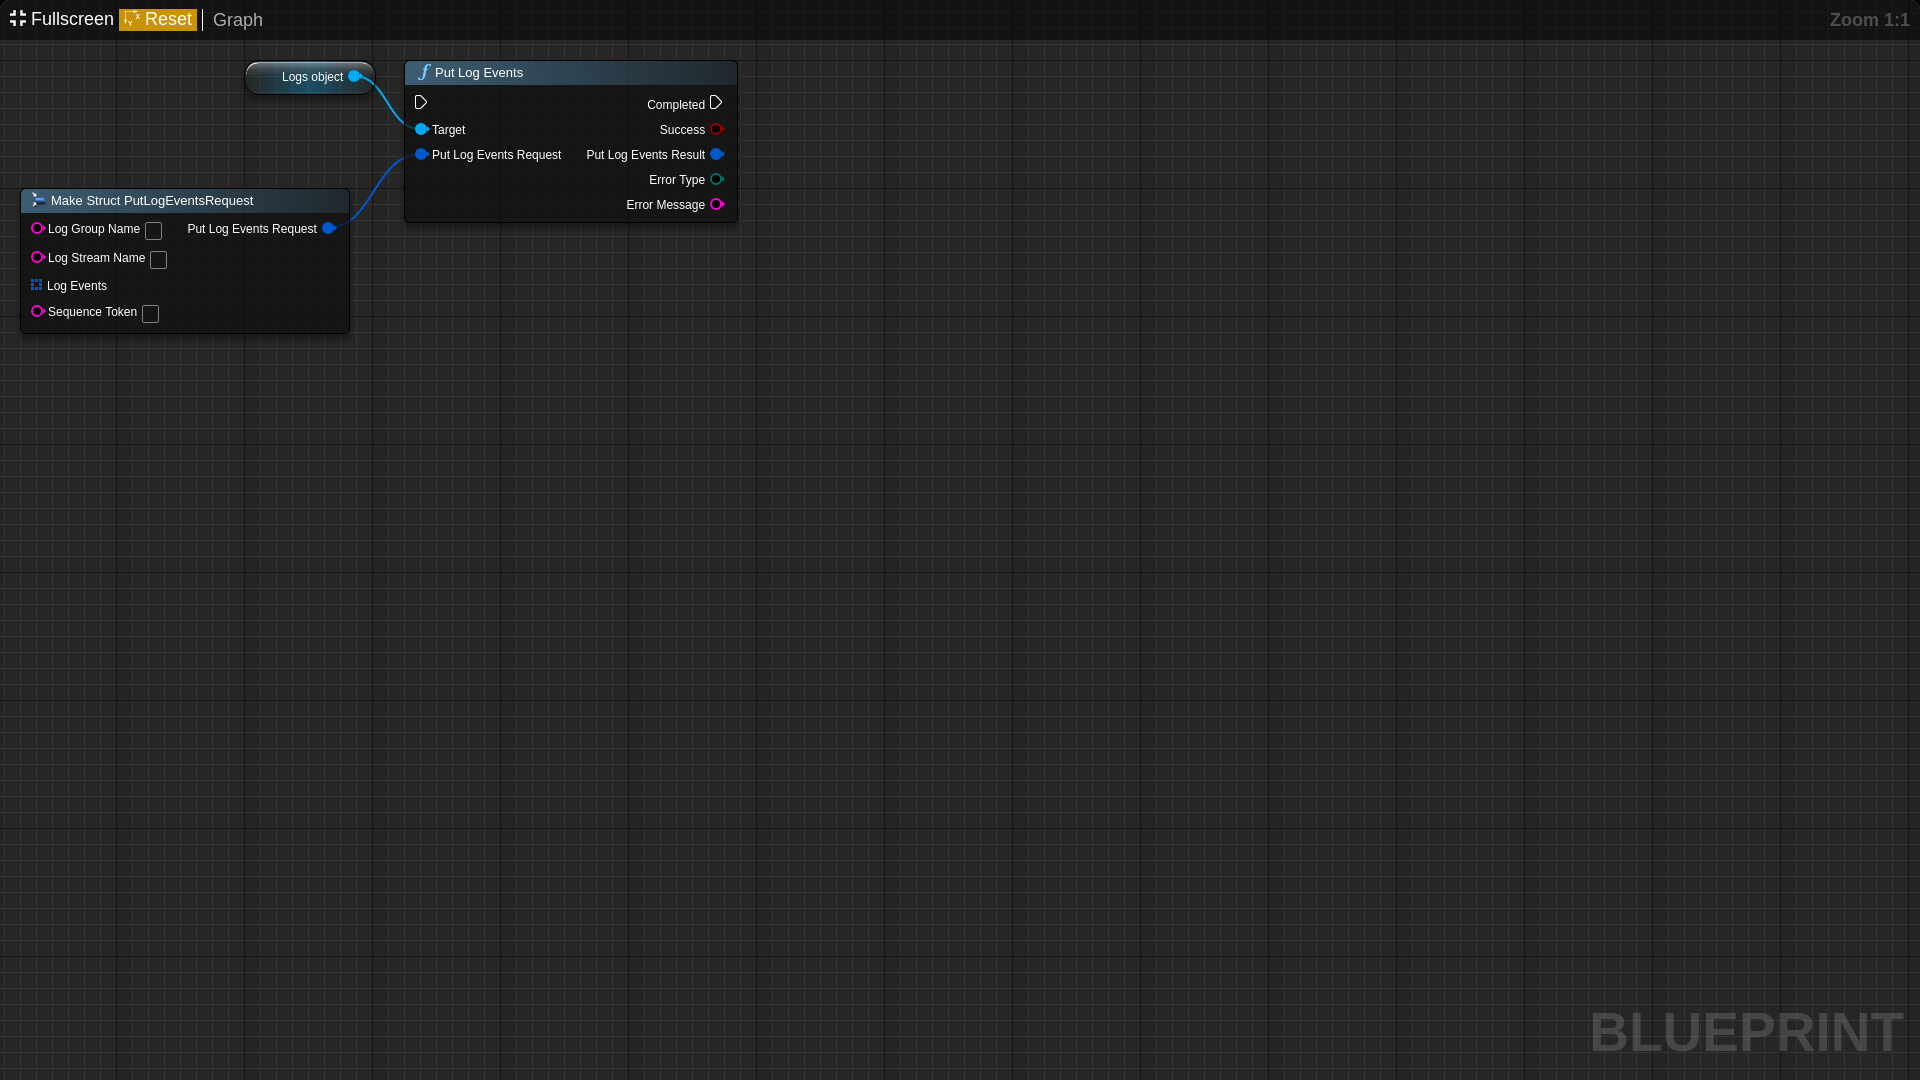 Fullscreen Reset Graph Zoom 1:1
Logs object
Put Log Events
Completed
Target Success
Put Log Events Request Put Log Events Result
Error Type
Error Message
Make Struct PutLogEventsRequest
Log Group Name Put Log Events Request
Log Stream Name
Log Events
Sequence Token
BLUEPRINT